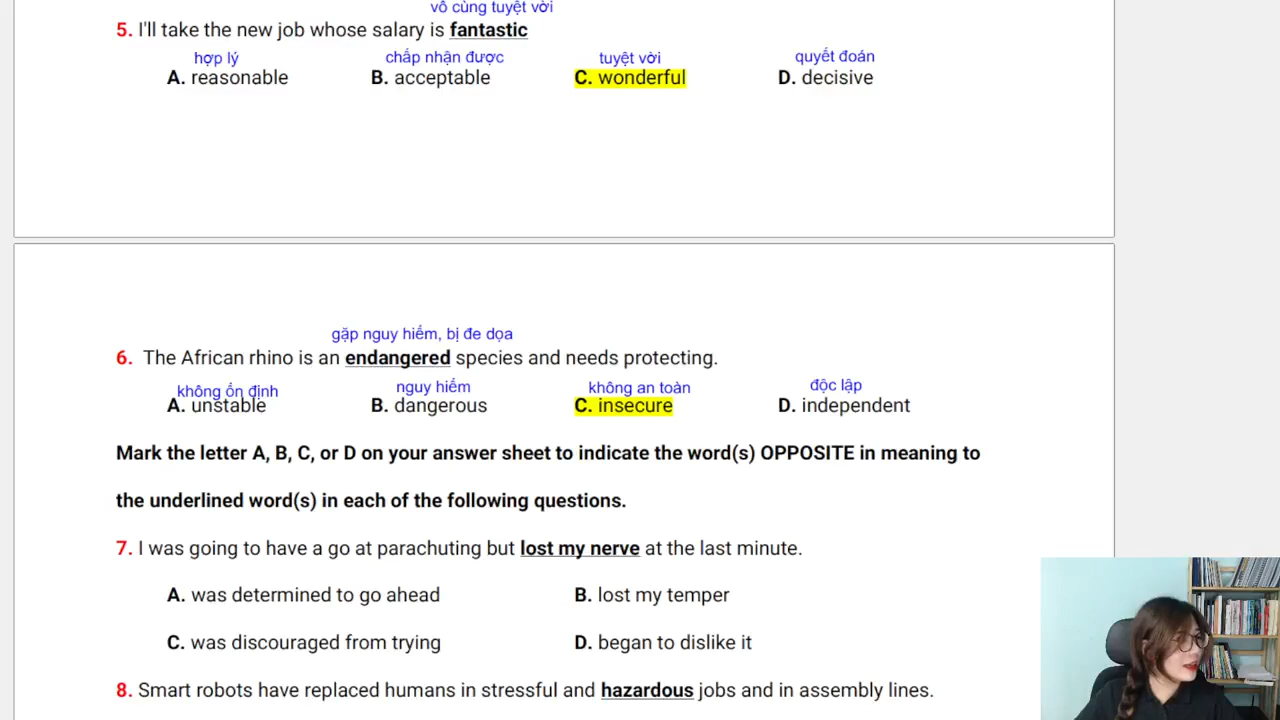 vô cùng tuyệt vời
5. I'll take the new job whose salary is fantastic
hợp lý chấp nhận được tuyệt vời quyết đoán
A. reasonable B. acceptable C. wonderful D. decisive
gặp nguy hiểm, bị đe dọa
6. The African rhino is an endangered species and needs protecting.
không ổn định nguy hiểm không an toàn độc lập
A. unstable B. dangerous C. insecure D. independent
Mark the letter A, B, C, or D on your answer sheet to indicate the word(s) OPPOSITE in meaning to
the underlined word(s) in each of the following questions.
7. I was going to have a go at parachuting but lost my nerve at the last minute.
A. was determined to go ahead B. lost my temper
C. was discouraged from trying D. began to dislike it
8. Smart robots have replaced humans in stressful and hazardous jobs and in assembly lines.